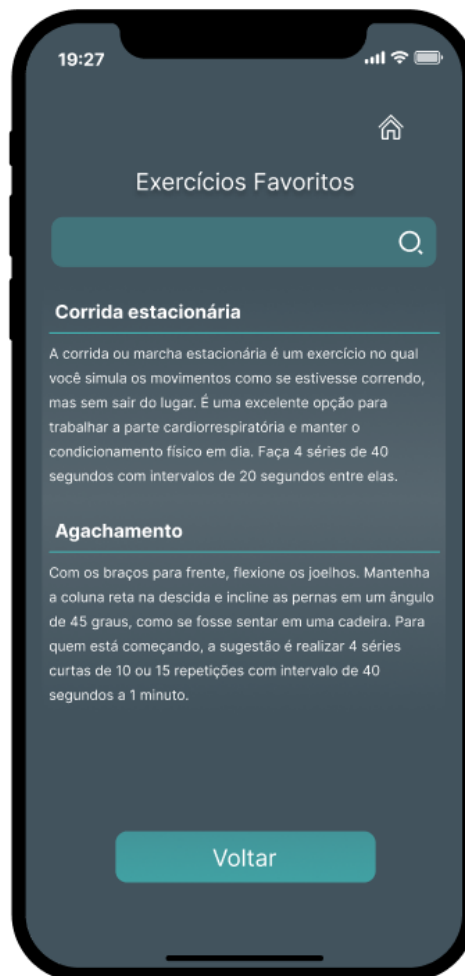 19:27
Exercícios Favoritos
Corrida estacionária
A corrida ou marcha estacionária é um exercício no qual
você simula os movimentos como se estivesse correndo,
mas sem sair do lugar. É uma excelente opção para
trabalhar a parte cardiorrespiratória e manter o
condicionamento físico em dia. Faça 4 séries de 40
segundos com intervalos de 20 segundos entre elas.
Agachamento
Com os braços para frente, flexione os joelhos. Mantenha
a coluna reta na descida e incline as pernas em um ângulo
de 45 graus, como se fosse sentar em uma cadeira. Para
quem está começando, a sugestão é realizar 4 séries
curtas de 10 ou 15 repetições com intervalo de 40
segundos a 1 minuto.
Voltar